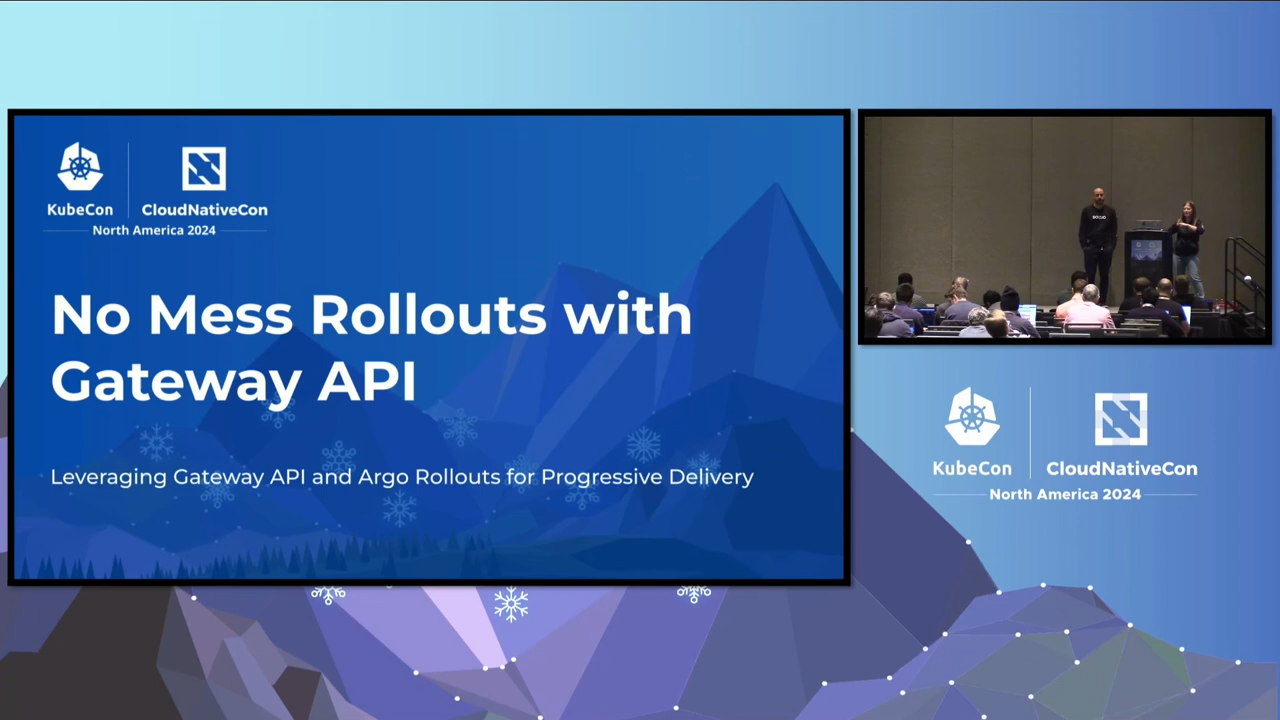 KubeCon
CloudNativeCon
North America 2024
No Mess Rollouts with
Gateway API
Leveraging Gateway API and Argo Rollouts for Progressive Delivery
KubeCon
CloudNativeCon
North America 2024